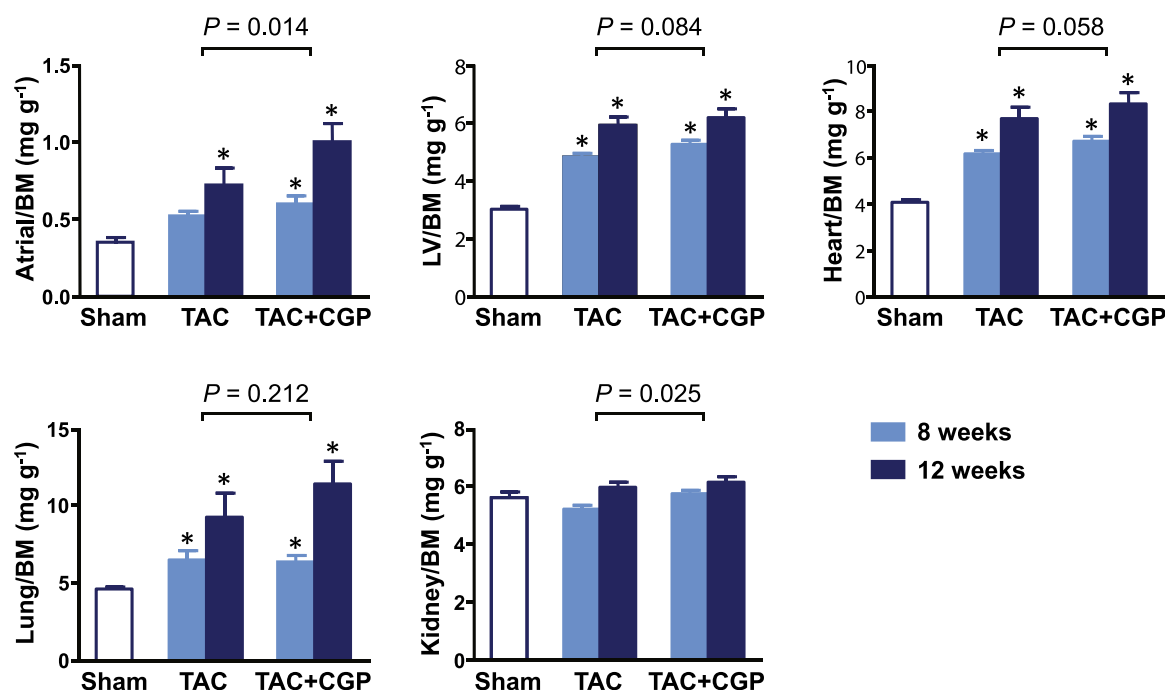 P = 0.014
Atrial/BM (mg g⁻¹)
1.5
1.0
0.5
0.0
* * *
Sham TAC TAC+CGP
P = 0.084
LV/BM (mg g⁻¹)
8
6
4
2
0
* * * *
Sham TAC TAC+CGP
P = 0.058
Heart/BM (mg g⁻¹)
10
8
6
4
2
0
* * * *
Sham TAC TAC+CGP
P = 0.212
Lung/BM (mg g⁻¹)
15
10
5
0
* * * *
Sham TAC TAC+CGP
P = 0.025
Kidney/BM (mg g⁻¹)
8
6
4
2
0
Sham TAC TAC+CGP
8 weeks
12 weeks